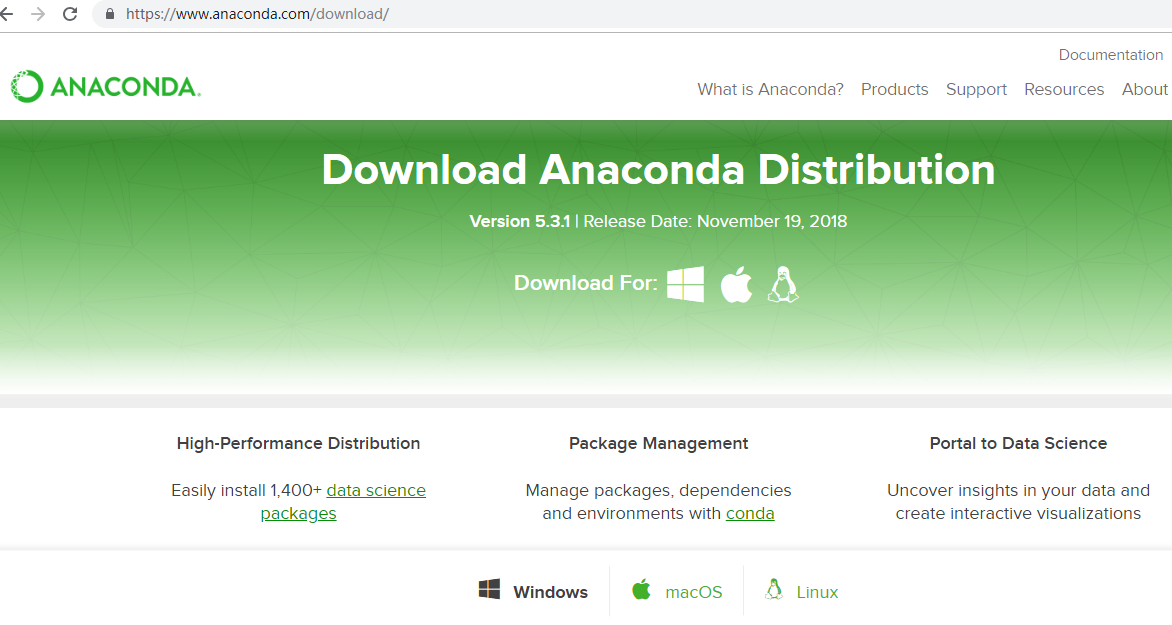 https://www.anaconda.com/download/
Documentation
ANACONDA.
What is Anaconda? Products Support Resources About
Download Anaconda Distribution
Version 5.3.1 | Release Date: November 19, 2018
Download For:
High-Performance Distribution
Easily install 1,400+ data science
packages
Package Management
Manage packages, dependencies
and environments with conda
Portal to Data Science
Uncover insights in your data and
create interactive visualizations
Windows macOS Linux